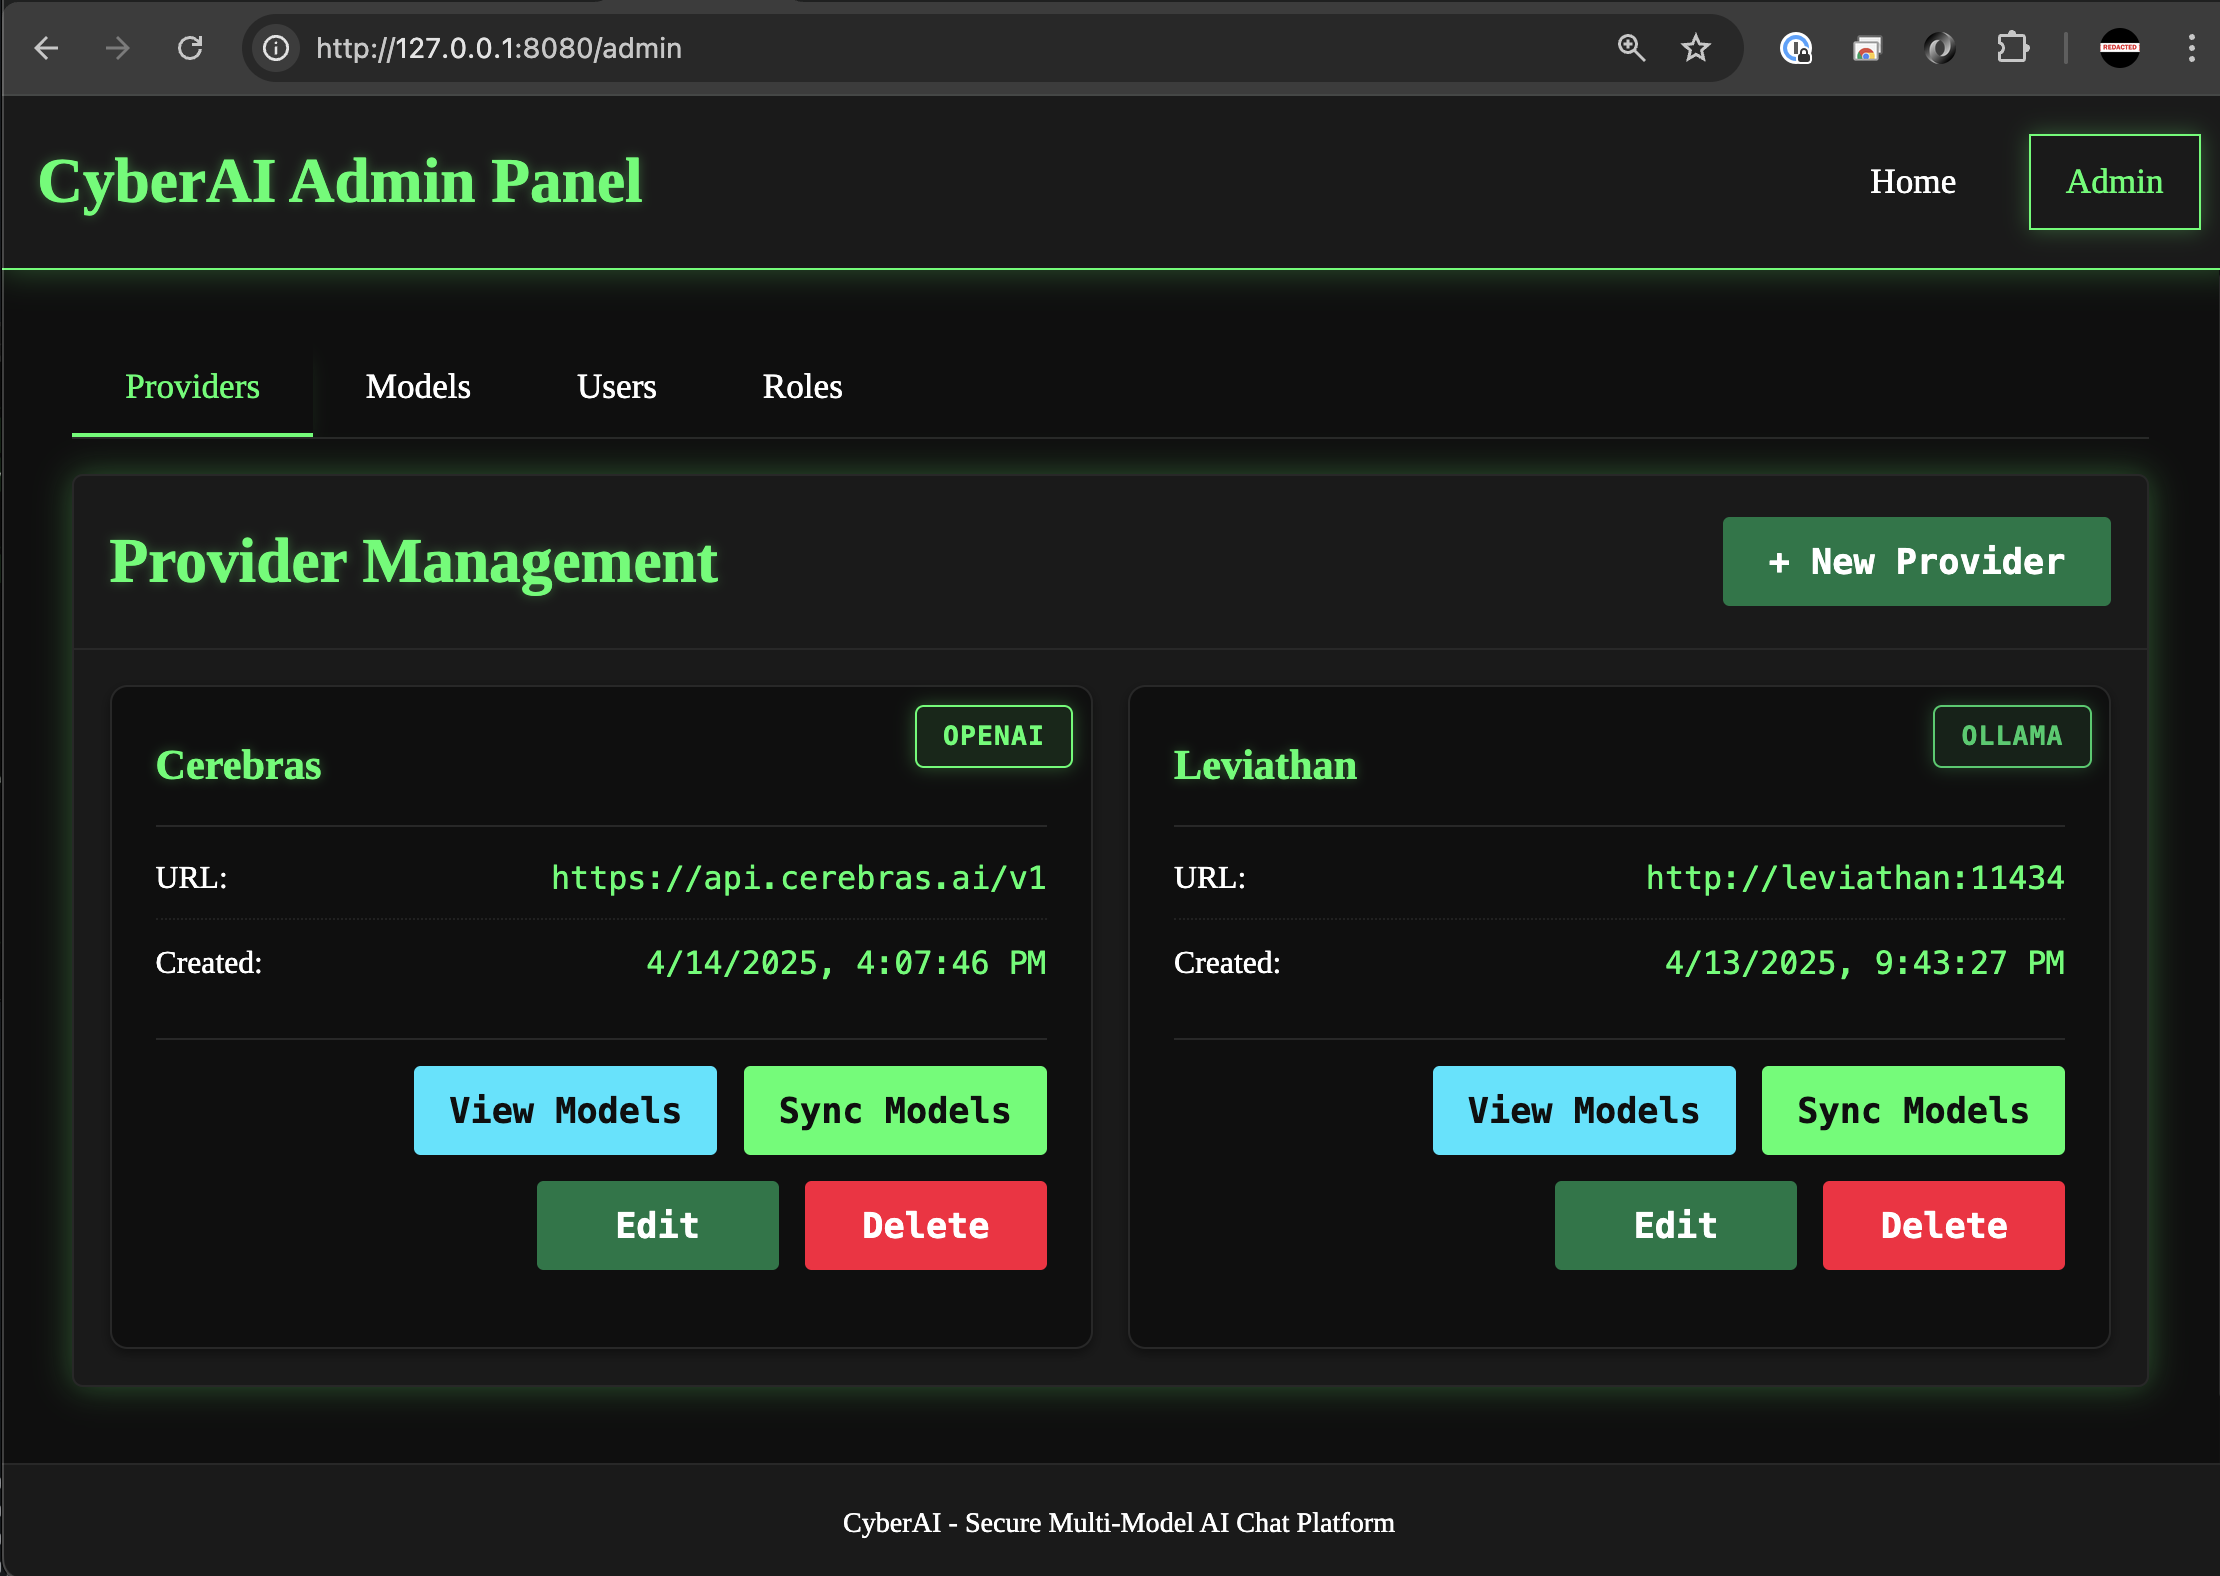 http://127.0.0.1:8080/admin
REDACTED
CyberAI Admin Panel
Home
Admin
Providers
Models
Users
Roles
Provider Management
+ New Provider
Cerebras
OPENAI
URL:
https://api.cerebras.ai/v1
Created:
4/14/2025, 4:07:46 PM
View Models
Sync Models
Edit
Delete
Leviathan
OLLAMA
URL:
http://leviathan:11434
Created:
4/13/2025, 9:43:27 PM
View Models
Sync Models
Edit
Delete
CyberAI - Secure Multi-Model AI Chat Platform